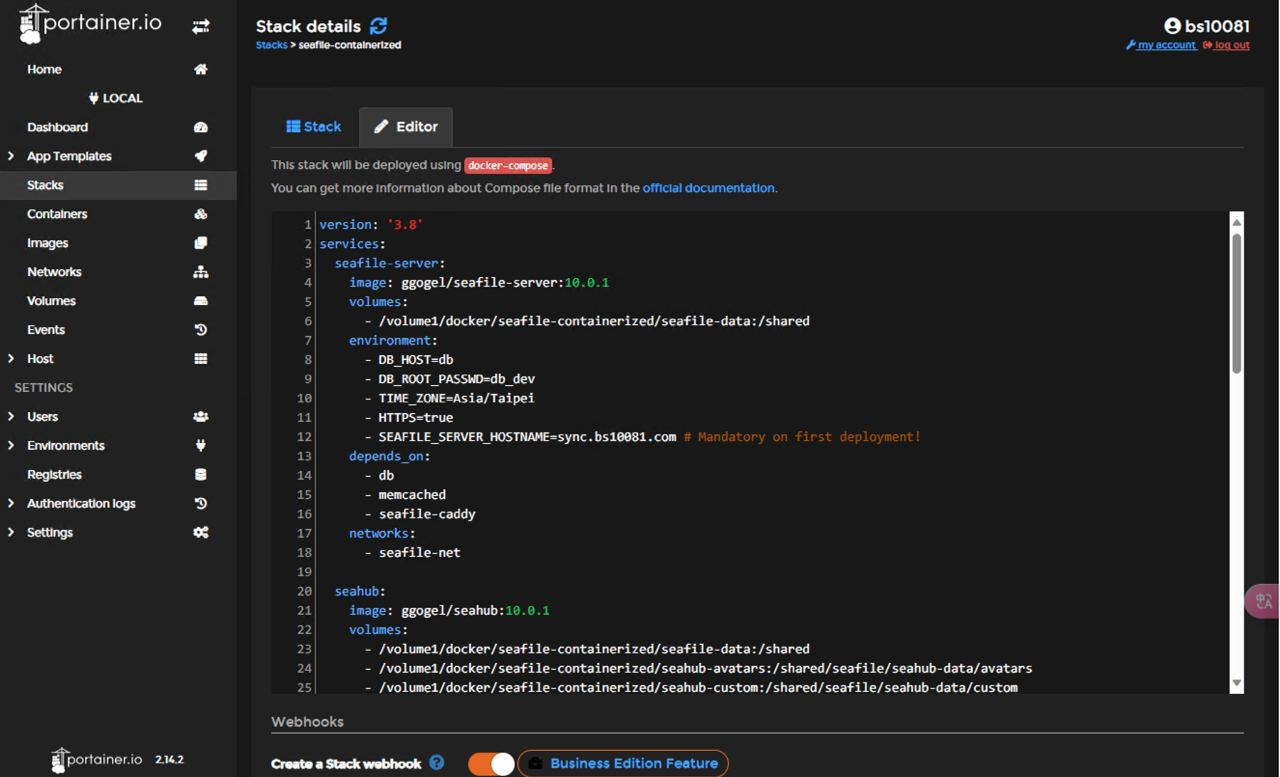 portainer.io
Home
LOCAL
Dashboard
App Templates
Stacks
Containers
Images
Networks
Volumes
Events
Host
SETTINGS
Users
Environments
Registries
Authentication logs
Settings
portainer.io 2.14.2
Stack details
Stacks > seafile-containerized
bs10081
my account log out
Stack Editor
This stack will be deployed using docker-compose.
You can get more information about Compose file format in the official documentation.
1 version: '3.8'
2 services:
3 seafile-server:
4 image: ggogel/seafile-server:10.0.1
5 volumes:
6 - /volume1/docker/seafile-containerized/seafile-data:/shared
7 environment:
8 - DB_HOST=db
9 - DB_ROOT_PASSWD=db_dev
10 - TIME_ZONE=Asia/Taipei
11 - HTTPS=true
12 - SEAFILE_SERVER_HOSTNAME=sync.bs10081.com # Mandatory on first deployment!
13 depends_on:
14 - db
15 - memcached
16 - seafile-caddy
17 networks:
18 - seafile-net
19
20 seahub:
21 image: ggogel/seahub:10.0.1
22 volumes:
23 - /volume1/docker/seafile-containerized/seafile-data:/shared
24 - /volume1/docker/seafile-containerized/seahub-avatars:/shared/seafile/seahub-data/avatars
25 - /volume1/docker/seafile-containerized/seahub-custom:/shared/seafile/seahub-data/custom
中A
Webhooks
Create a Stack webhook ? Business Edition Feature